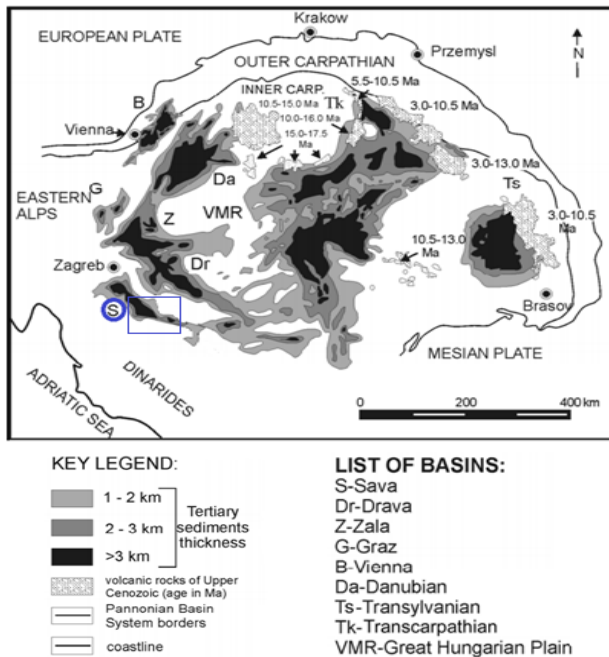 Krakow
EUROPEAN PLATE
Przemysl
N
OUTER CARPATHIAN
5.5-10.5 Ma
INNER CARP.
B
10.5-15.0 Ma
Tk
3.0-10.5 Ma
10.0-16.0 Ma
Vienna
15.0-17.5
Ma
3.0-13.0 Ma
Da
Ts
EASTERN
ALPS
G
Z
VMR
3.0-10.5
Ma
10.5-13.0
Ma
Zagreb
Dr
Brasov
S
MESIAN PLATE
DINARIDES
ADRIATIC SEA
0 200 400 km
KEY LEGEND:
1 - 2 km
2 - 3 km
>3 km
Tertiary
sediments
thickness
volcanic rocks of Upper
Cenozoic (age in Ma)
Pannonian Basin
System borders
coastline
LIST OF BASINS:
S-Sava
Dr-Drava
Z-Zala
G-Graz
B-Vienna
Da-Danubian
Ts-Transylvanian
Tk-Transcarpathian
VMR-Great Hungarian Plain